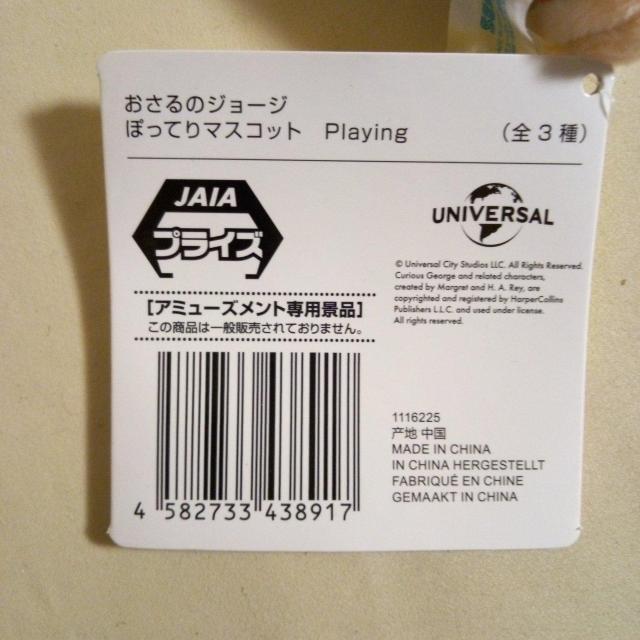 おさるのジョージ
ぽってりマスコット Playing (全3種)
JAIA
プライズ
UNIVERSAL
© Universal City Studios LLC. All Rights Reserved.
Curious George and related characters,
created by Margret and H. A. Rey, are
copyrighted and registered by HarperCollins
Publishers L.L.C. and used under license.
All rights reserved.
[アミューズメント専用景品]
この商品は一般販売されておりません。
1116225
产地 中国
MADE IN CHINA
IN CHINA HERGESTELLT
FABRIQUÉ EN CHINE
GEMAAKT IN CHINA
4 582733 438917